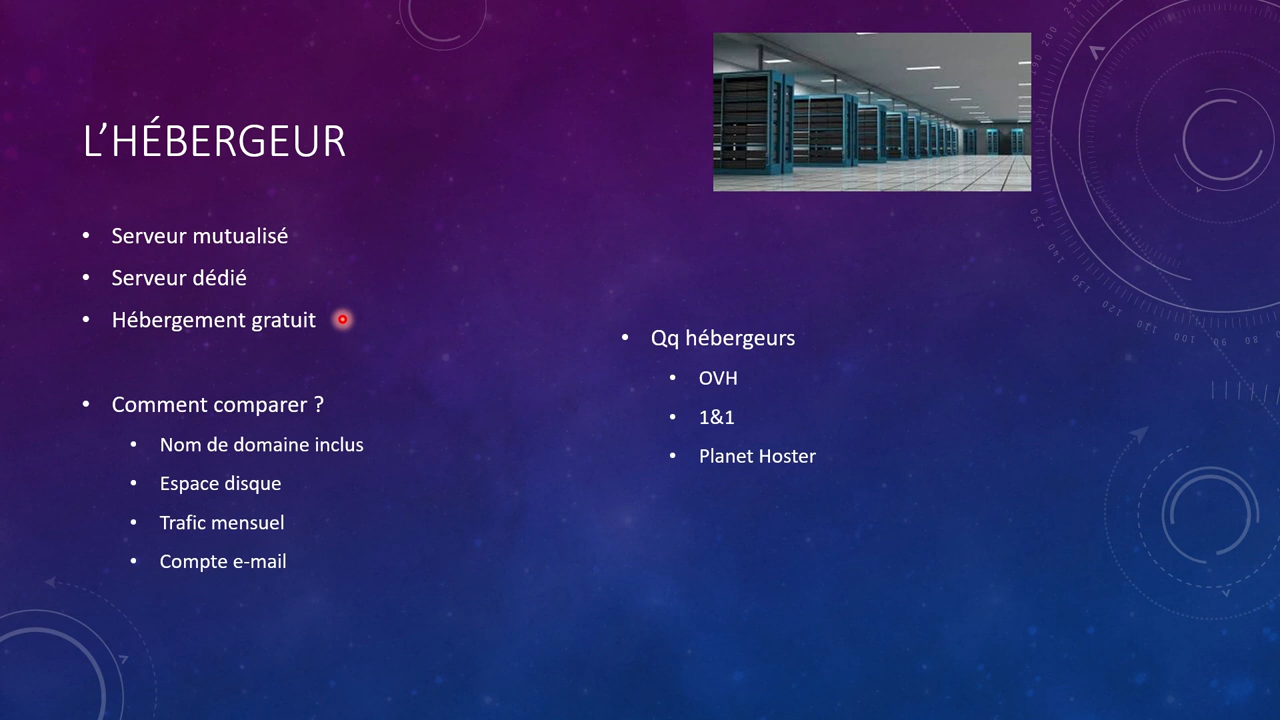 L'HÉBERGEUR
• Serveur mutualisé
• Serveur dédié
• Hébergement gratuit
• Comment comparer ?
• Nom de domaine inclus
• Espace disque
• Trafic mensuel
• Compte e-mail
• Qq hébergeurs
• OVH
• 1&1
• Planet Hoster